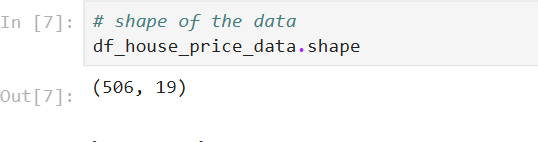 In [7]: # shape of the data
df_house_price_data.shape
Out[7]: (506, 19)